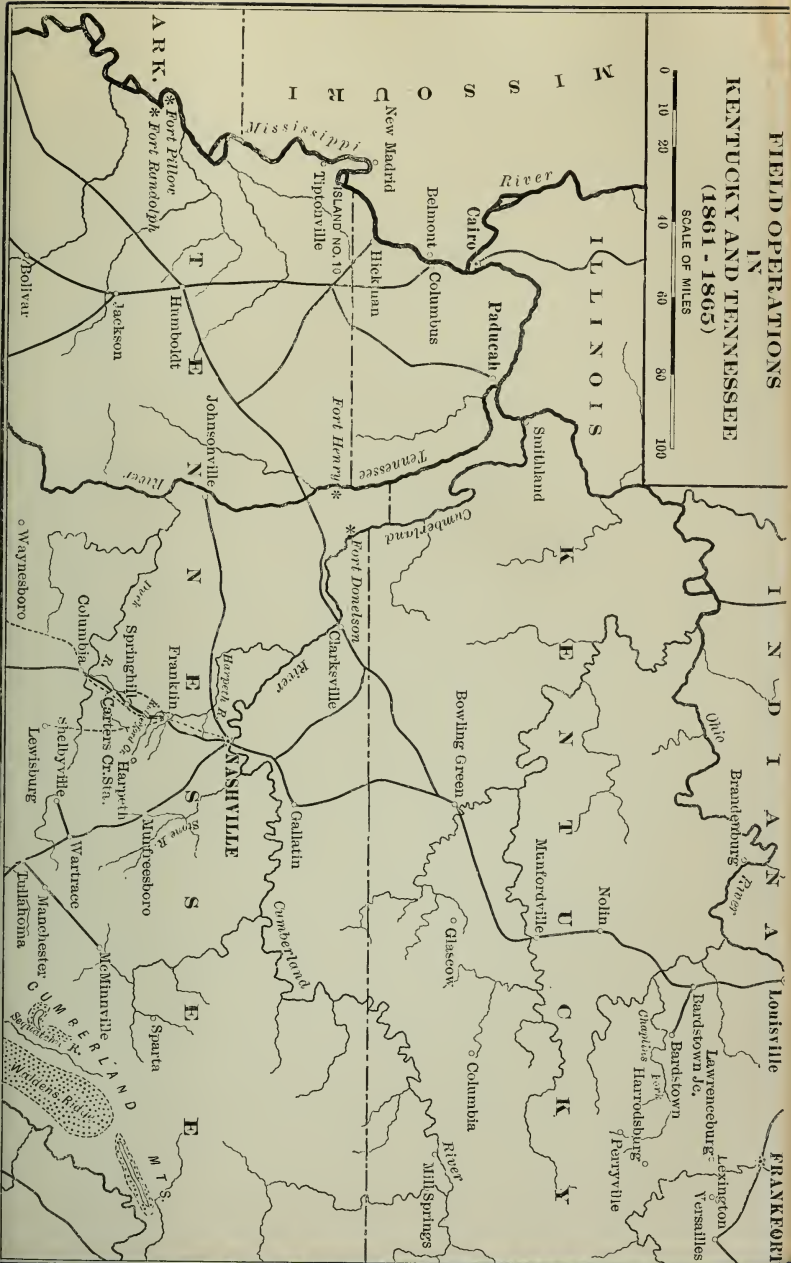 FIELD OPERATIONS
IN
KENTUCKY AND TENNESSEE
(1861 - 1865)
SCALE OF MILES
0 10 20 40 60 80 100
MISSOURI
ILLINOIS
INDIANA
KENTUCKY
TENNESSEE
ARK.
River
Cairo
Mississippi
New Madrid
Belmont
Columbus
Hickman
ISLAND NO. 10
Tiptonville
* Fort Pillow
* Fort Randolph
Paducah
Smithland
Ohio
River
Brandenburg
Louisville
FRANKFORT
Lexington
Versailles
Lawrenceburg
Bardstown Jc.
Bardstown
Chaplins Fork
Harrodsburg
Perryville
Nolin
Munfordville
Bowling Green
Glascow
Columbia
River
Mill Springs
Tennessee
River
Fort Henry *
Cumberland
* Fort Donelson
Clarksville
River
Johnsonville
Humboldt
Jackson
Bolivar
Gallatin
Cumberland
NASHVILLE
Harpeth R.
Franklin
Springhill
Columbia
Duck
R.
Waynesboro
Harpeth
Carters Cr. Sta.
Stone R.
Murfreesboro
Shelbyville
Lewisburg
Wartrace
Tullahoma
Manchester
McMinnville
Sparta
CUMBERLAND
MTS.
Sequatch R.
Waldens Ridge